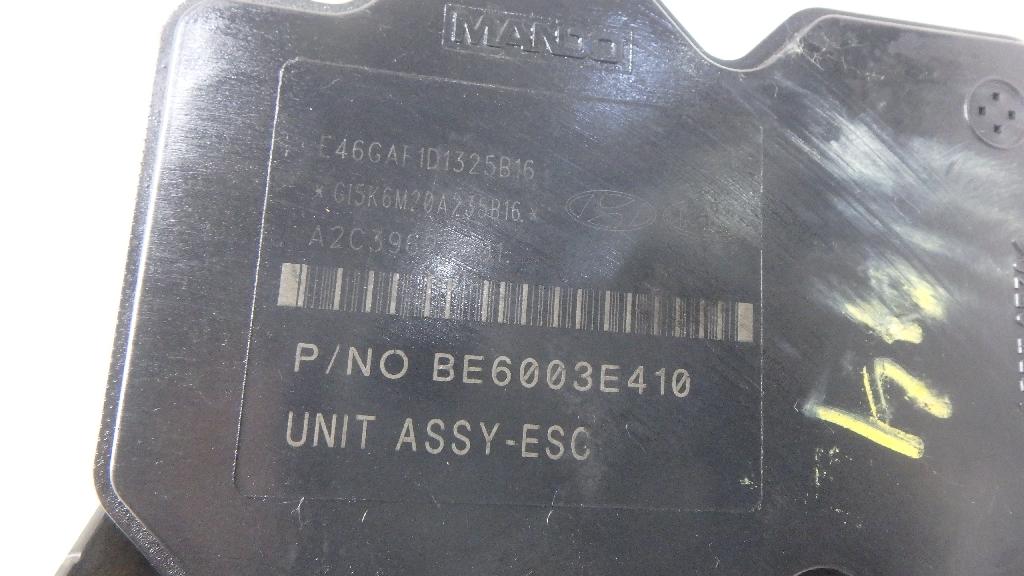 MANDO
E46GAF1D1325B16
*GI5K6M20A235B16*
P/NO BE6003E410
UNIT ASSY-ESC